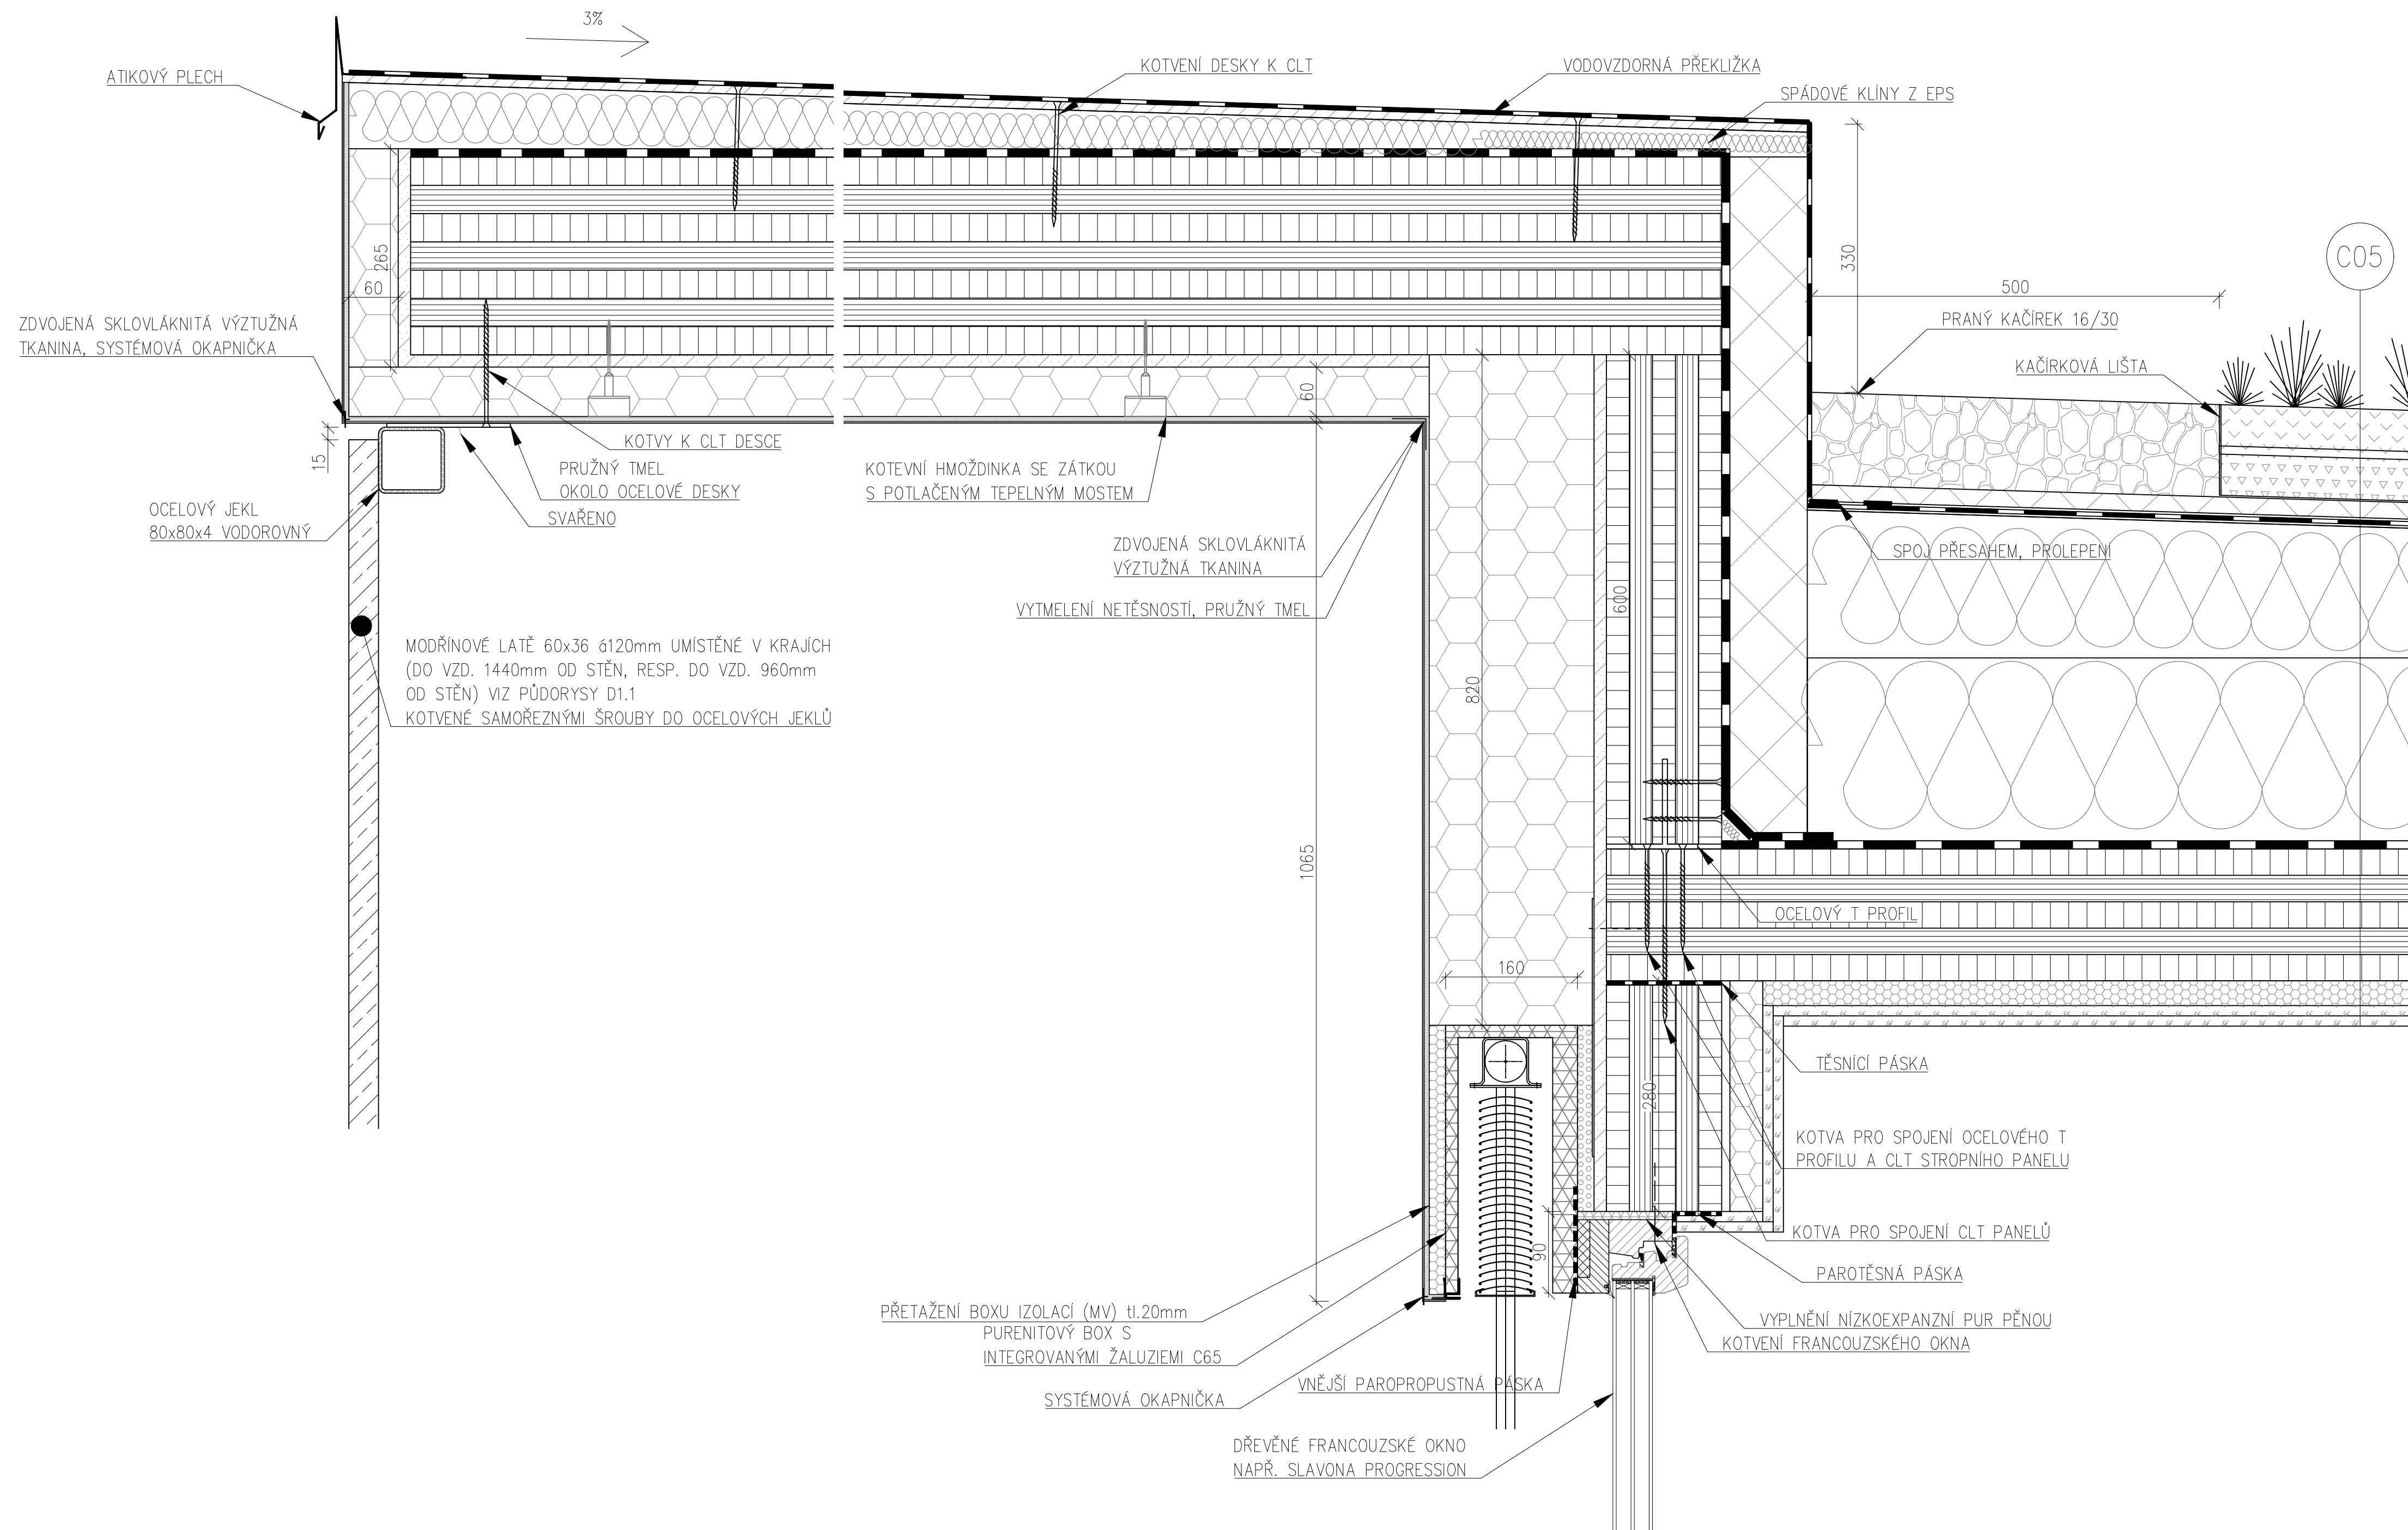 3%
ATIKOVÝ PLECH
KOTVENÍ DESKY K CLT
VODOVZDORNÁ PŘEKLIŽKA
SPÁDOVÉ KLÍNY Z EPS
265
60
330
500
C05
ZDVOJENÁ SKLOVLÁKNITÁ VÝZTUŽNÁ
TKANINA, SYSTÉMOVÁ OKAPNIČKA
PRANÝ KAČÍREK 16/30
KAČÍRKOVÁ LIŠTA
60
15
KOTVY K CLT DESCE
PRUŽNÝ TMEL
OKOLO OCELOVÉ DESKY
SVAŘENO
KOTEVNÍ HMOŽDINKA SE ZÁTKOU
S POTLAČENÝM TEPELNÝM MOSTEM
OCELOVÝ JEKL
80x80x4 VODOROVNÝ
ZDVOJENÁ SKLOVLÁKNITÁ
VÝZTUŽNÁ TKANINA
SPOJ PŘESAHEM, PROLEPENÍ
VYTMELENÍ NETĚSNOSTÍ, PRUŽNÝ TMEL
600
MODŘÍNOVÉ LATĚ 60x36 á120mm UMÍSTĚNÉ V KRAJÍCH
(DO VZD. 1440mm OD STĚN, RESP. DO VZD. 960mm
OD STĚN) VIZ PŮDORYSY D1.1
KOTVENÉ SAMOŘEZNÝMI ŠROUBY DO OCELOVÝCH JEKLŮ
820
1065
OCELOVÝ T PROFIL
160
TĚSNÍCÍ PÁSKA
280
KOTVA PRO SPOJENÍ OCELOVÉHO T
PROFILU A CLT STROPNÍHO PANELU
KOTVA PRO SPOJENÍ CLT PANELŮ
90
PAROTĚSNÁ PÁSKA
PŘETAŽENÍ BOXU IZOLACÍ (MV) tl.20mm
PURENITOVÝ BOX S
INTEGROVANÝMI ŽALUZIEMI C65
VYPLNĚNÍ NÍZKOEXPANZNÍ PUR PĚNOU
KOTVENÍ FRANCOUZSKÉHO OKNA
SYSTÉMOVÁ OKAPNIČKA
VNĚJŠÍ PAROPROPUSTNÁ PÁSKA
DŘEVĚNÉ FRANCOUZSKÉ OKNO
NAPŘ. SLAVONA PROGRESSION